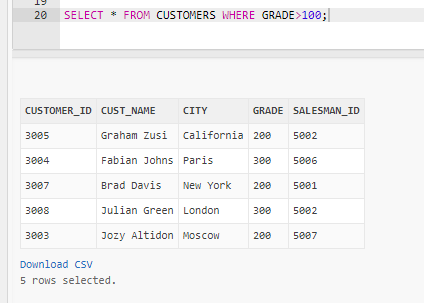 19
20 SELECT * FROM CUSTOMERS WHERE GRADE>100;
CUSTOMER_ID CUST_NAME CITY GRADE SALESMAN_ID
3005 Graham Zusi California 200 5002
3004 Fabian Johns Paris 300 5006
3007 Brad Davis New York 200 5001
3008 Julian Green London 300 5002
3003 Jozy Altidon Moscow 200 5007
Download CSV
5 rows selected.